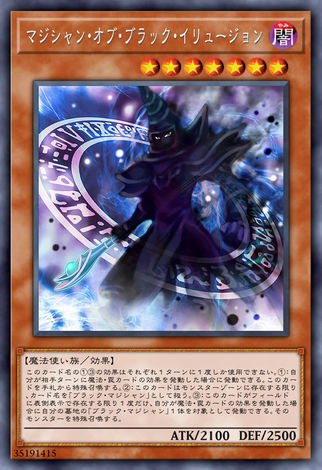 マジシャン・オブ・ブラック・イリュージョン
闇
やみ
【魔法使い族／効果】
このカード名の①③の効果はそれぞれ１ターンに１度しか使用できない。①：自
分が相手ターンに魔法・罠カードの効果を発動した場合に発動できる。このカー
ドを手札から特殊召喚する。②：このカードはモンスターゾーンに存在する限
り、カード名を「ブラック・マジシャン」として扱う。③：このカードがフィールド
に表側表示で存在する限り１度だけ、自分が魔法・罠カードの効果を発動した場
合に自分の墓地の「ブラック・マジシャン」１体を対象として発動できる。その
モンスターを特殊召喚する。
ATK/2100 DEF/2500
35191415